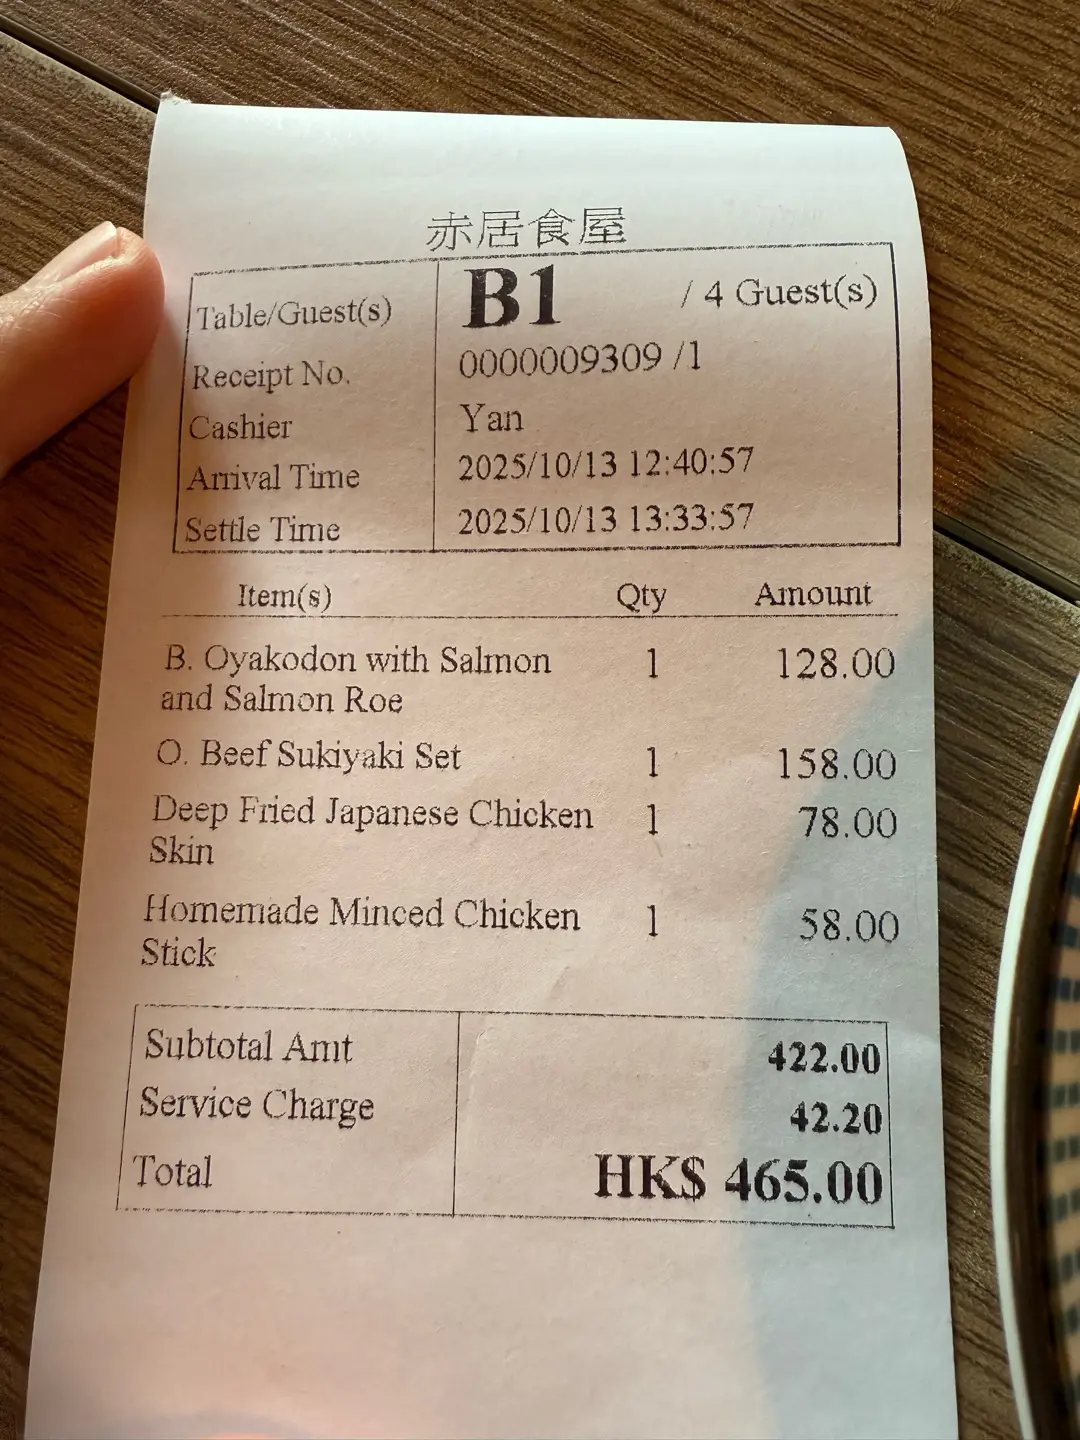 赤居食屋
Table/Guest(s) B1 / 4 Guest(s)
Receipt No. 0000009309 /1
Cashier Yan
Arrival Time 2025/10/13 12:40:57
Settle Time 2025/10/13 13:33:57
Item(s) Qty Amount
B. Oyakodon with Salmon 1 128.00
and Salmon Roe
O. Beef Sukiyaki Set 1 158.00
Deep Fried Japanese Chicken 1 78.00
Skin
Homemade Minced Chicken 1 58.00
Stick
Subtotal Amt 422.00
Service Charge 42.20
Total HK$ 465.00